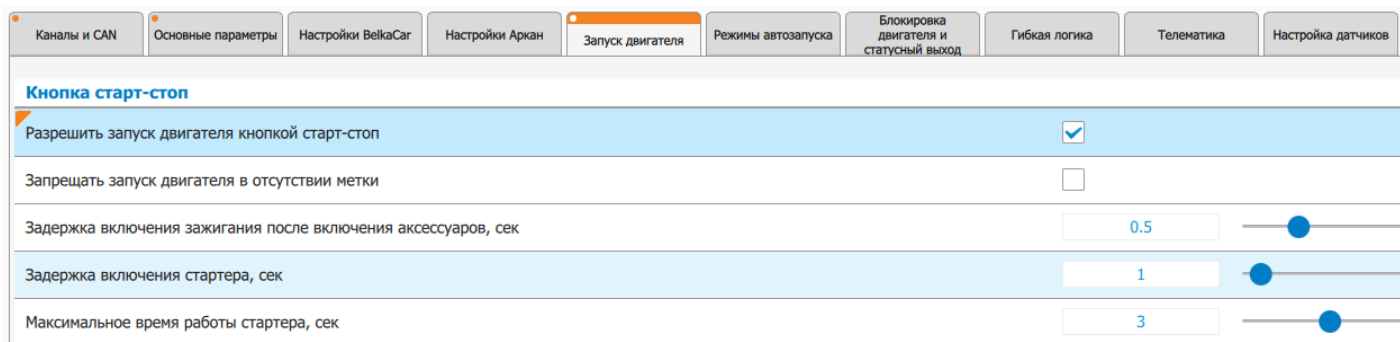 Каналы и CAN
Основные параметры
Настройки BelkaCar
Настройки Аркан
Запуск двигателя
Режимы автозапуска
Блокировка
двигателя и
статусный выход
Гибкая логика
Телематика
Настройка датчиков
Кнопка старт-стоп
Разрешить запуск двигателя кнопкой старт-стоп
Запрещать запуск двигателя в отсутствии метки
Задержка включения зажигания после включения аксессуаров, сек 0.5
Задержка включения стартера, сек 1
Максимальное время работы стартера, сек 3